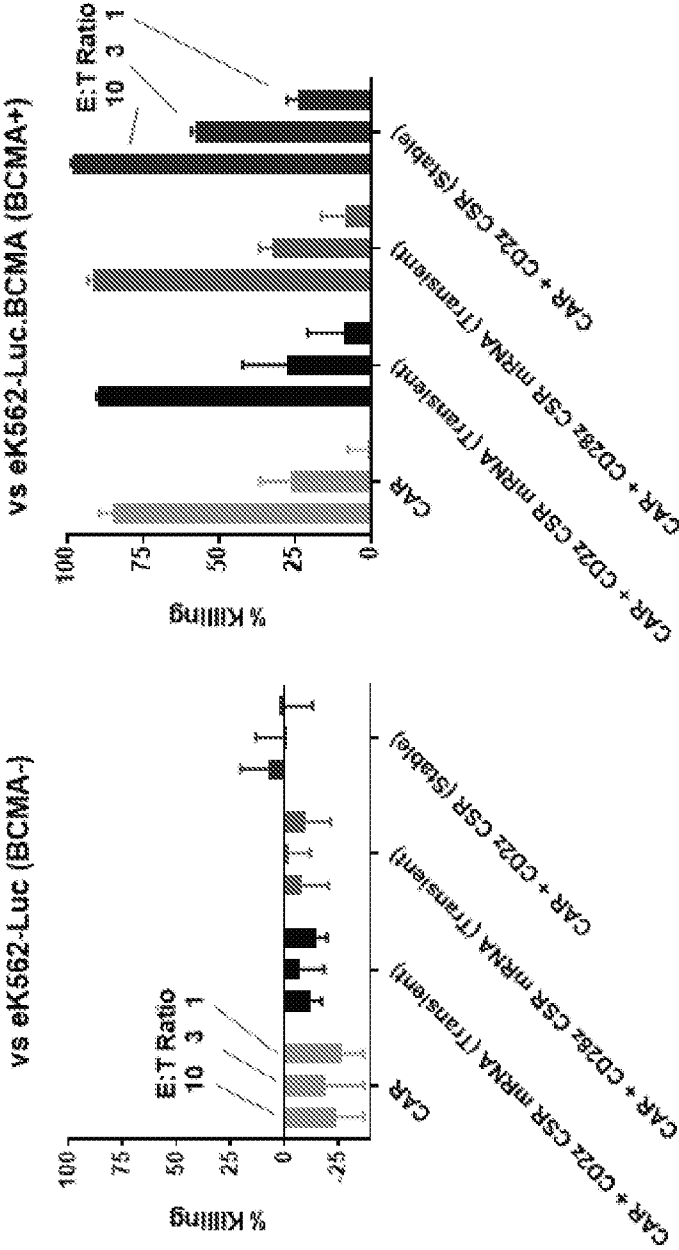 vs eK562-Luc (BCMA-)
E:T Ratio
10 3 1
% Killing
100
75
50
25
0
-25
CAR
CAR + CD2z CSR mRNA (Transient)
CAR + CD28z CSR mRNA (Transient)
CAR + CD2z CSR (Stable)
vs eK562-Luc.BCMA (BCMA+)
E:T Ratio
10 3 1
% Killing
100
75
50
25
0
CAR
CAR + CD2z CSR mRNA (Transient)
CAR + CD28z CSR mRNA (Transient)
CAR + CD2z CSR (Stable)